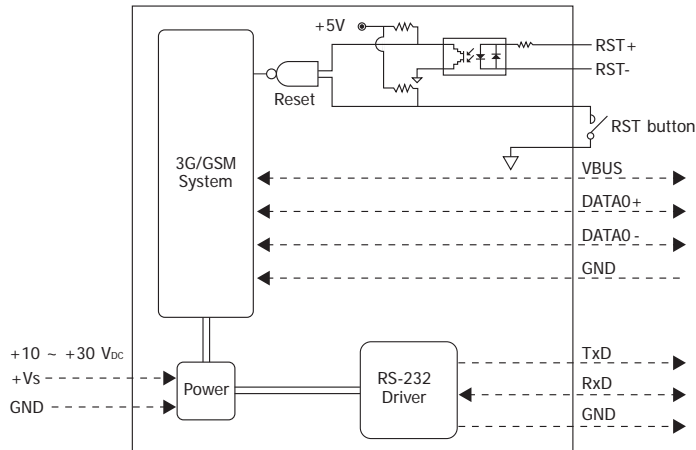 +5V
RST+
RST-
Reset
RST button
3G/GSM
System
VBUS
DATA0+
DATA0-
GND
+10 ~ +30 VDC
+Vs
GND
Power
RS-232
Driver
TxD
RxD
GND